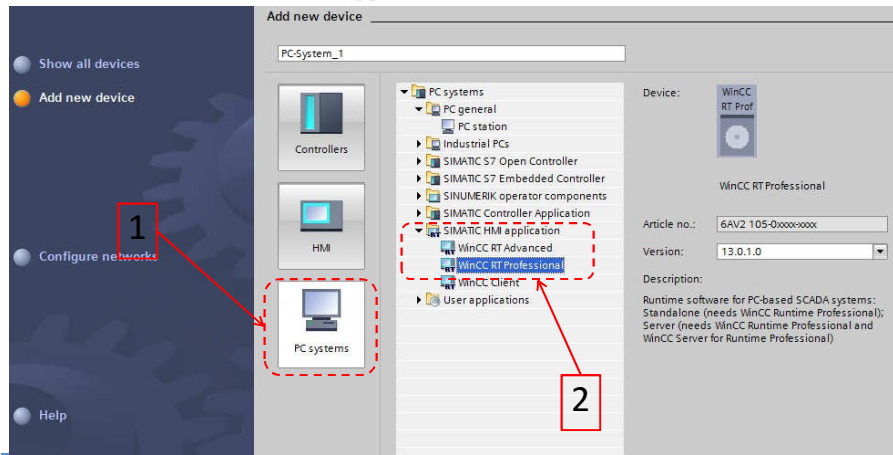 Add new device
PC-System_1
Show all devices
Add new device
1
Configure networks
Help
Controllers
HMI
PC systems
PC systems
PC general
PC station
Industrial PCs
SIMATIC S7 Open Controller
SIMATIC S7 Embedded Controller
SINUMERIK operator components
SIMATIC Controller Application
SIMATIC HMI application
WinCC RT Advanced
WinCC RT Professional
WinCC Client
User applications
2
Device:
WinCC
RT Prof
WinCC RT Professional
Article no.: 6AV2 105-0xxxx-xxxx
Version: 13.0.1.0
Description:
Runtime software for PC-based SCADA systems:
Standalone (needs WinCC Runtime Professional);
Server (needs WinCC Runtime Professional and
WinCC Server for Runtime Professional)